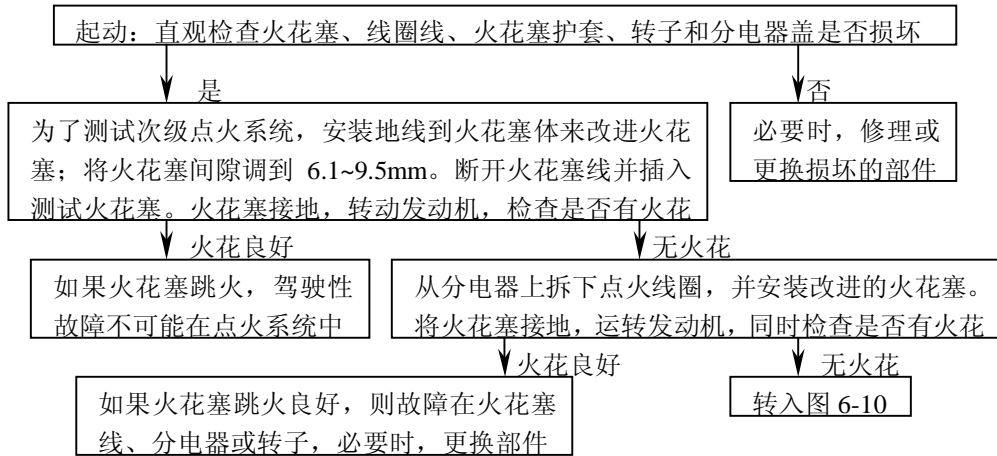 起动：直观检查火花塞、线圈线、火花塞护套、转子和分电器盖是否损坏
是
否
为了测试次级点火系统，安装地线到火花塞体来改进火花
塞；将火花塞间隙调到 6.1~9.5mm。断开火花塞线并插入
测试火花塞。火花塞接地，转动发动机，检查是否有火花
必要时，修理或
更换损坏的部件
火花良好
无火花
如果火花塞跳火，驾驶性
故障不可能在点火系统中
从分电器上拆下点火线圈，并安装改进的火花塞。
将火花塞接地，运转发动机，同时检查是否有火花
火花良好
无火花
如果火花塞跳火良好，则故障在火花塞
线、分电器或转子，必要时，更换部件
转入图 6-10